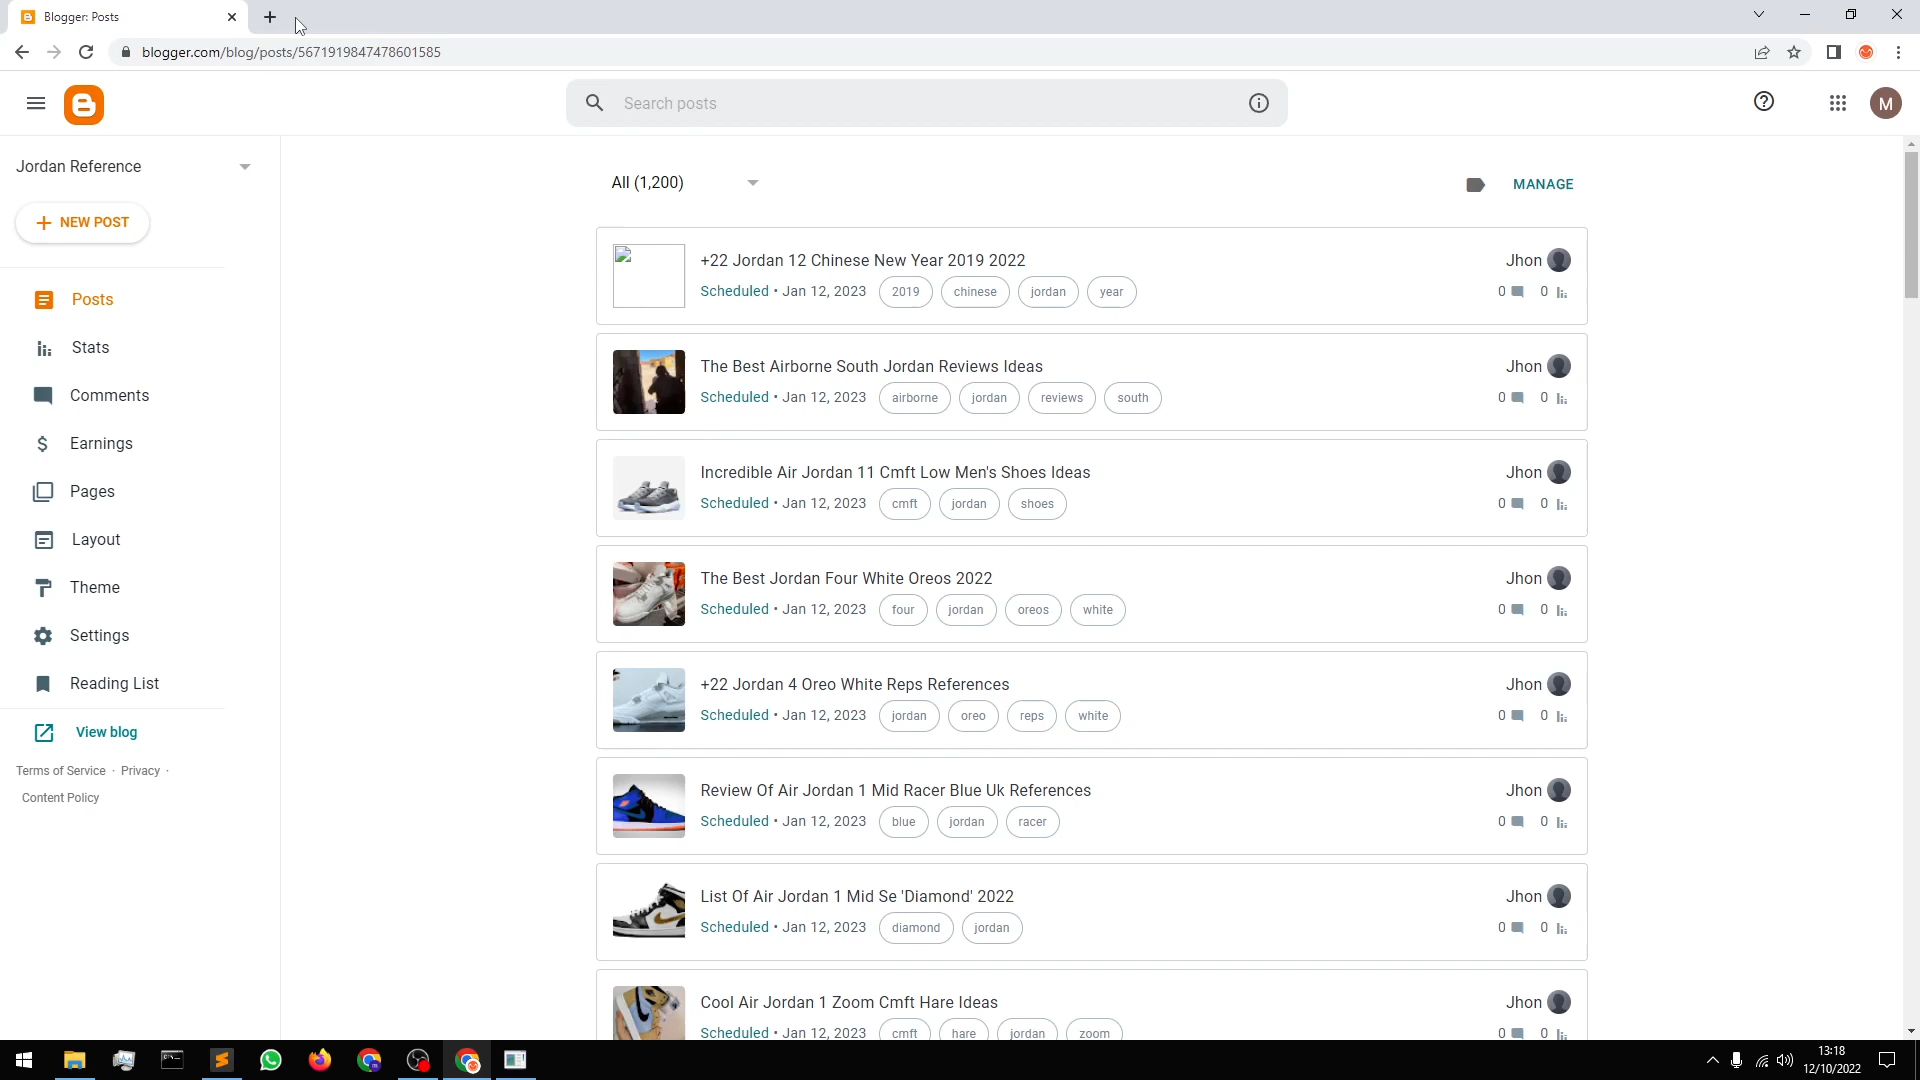 Blogger: Posts
blogger.com/blog/posts/5671919847478601585
Search posts
M
Jordan Reference
NEW POST
Posts
Stats
Comments
Earnings
Pages
Layout
Theme
Settings
Reading List
View blog
Terms of Service · Privacy ·
Content Policy
All (1,200)
MANAGE
+22 Jordan 12 Chinese New Year 2019 2022
Jhon
Scheduled • Jan 12, 2023 2019 chinese jordan year
0 0
The Best Airborne South Jordan Reviews Ideas
Jhon
Scheduled • Jan 12, 2023 airborne jordan reviews south
0 0
Incredible Air Jordan 11 Cmft Low Men's Shoes Ideas
Jhon
Scheduled • Jan 12, 2023 cmft jordan shoes
0 0
The Best Jordan Four White Oreos 2022
Jhon
Scheduled • Jan 12, 2023 four jordan oreos white
0 0
+22 Jordan 4 Oreo White Reps References
Jhon
Scheduled • Jan 12, 2023 jordan oreo reps white
0 0
Review Of Air Jordan 1 Mid Racer Blue Uk References
Jhon
Scheduled • Jan 12, 2023 blue jordan racer
0 0
List Of Air Jordan 1 Mid Se 'Diamond' 2022
Jhon
Scheduled • Jan 12, 2023 diamond jordan
0 0
Cool Air Jordan 1 Zoom Cmft Hare Ideas
Jhon
Scheduled • Jan 12, 2023 cmft hare jordan zoom
0 0
13:18
12/10/2022